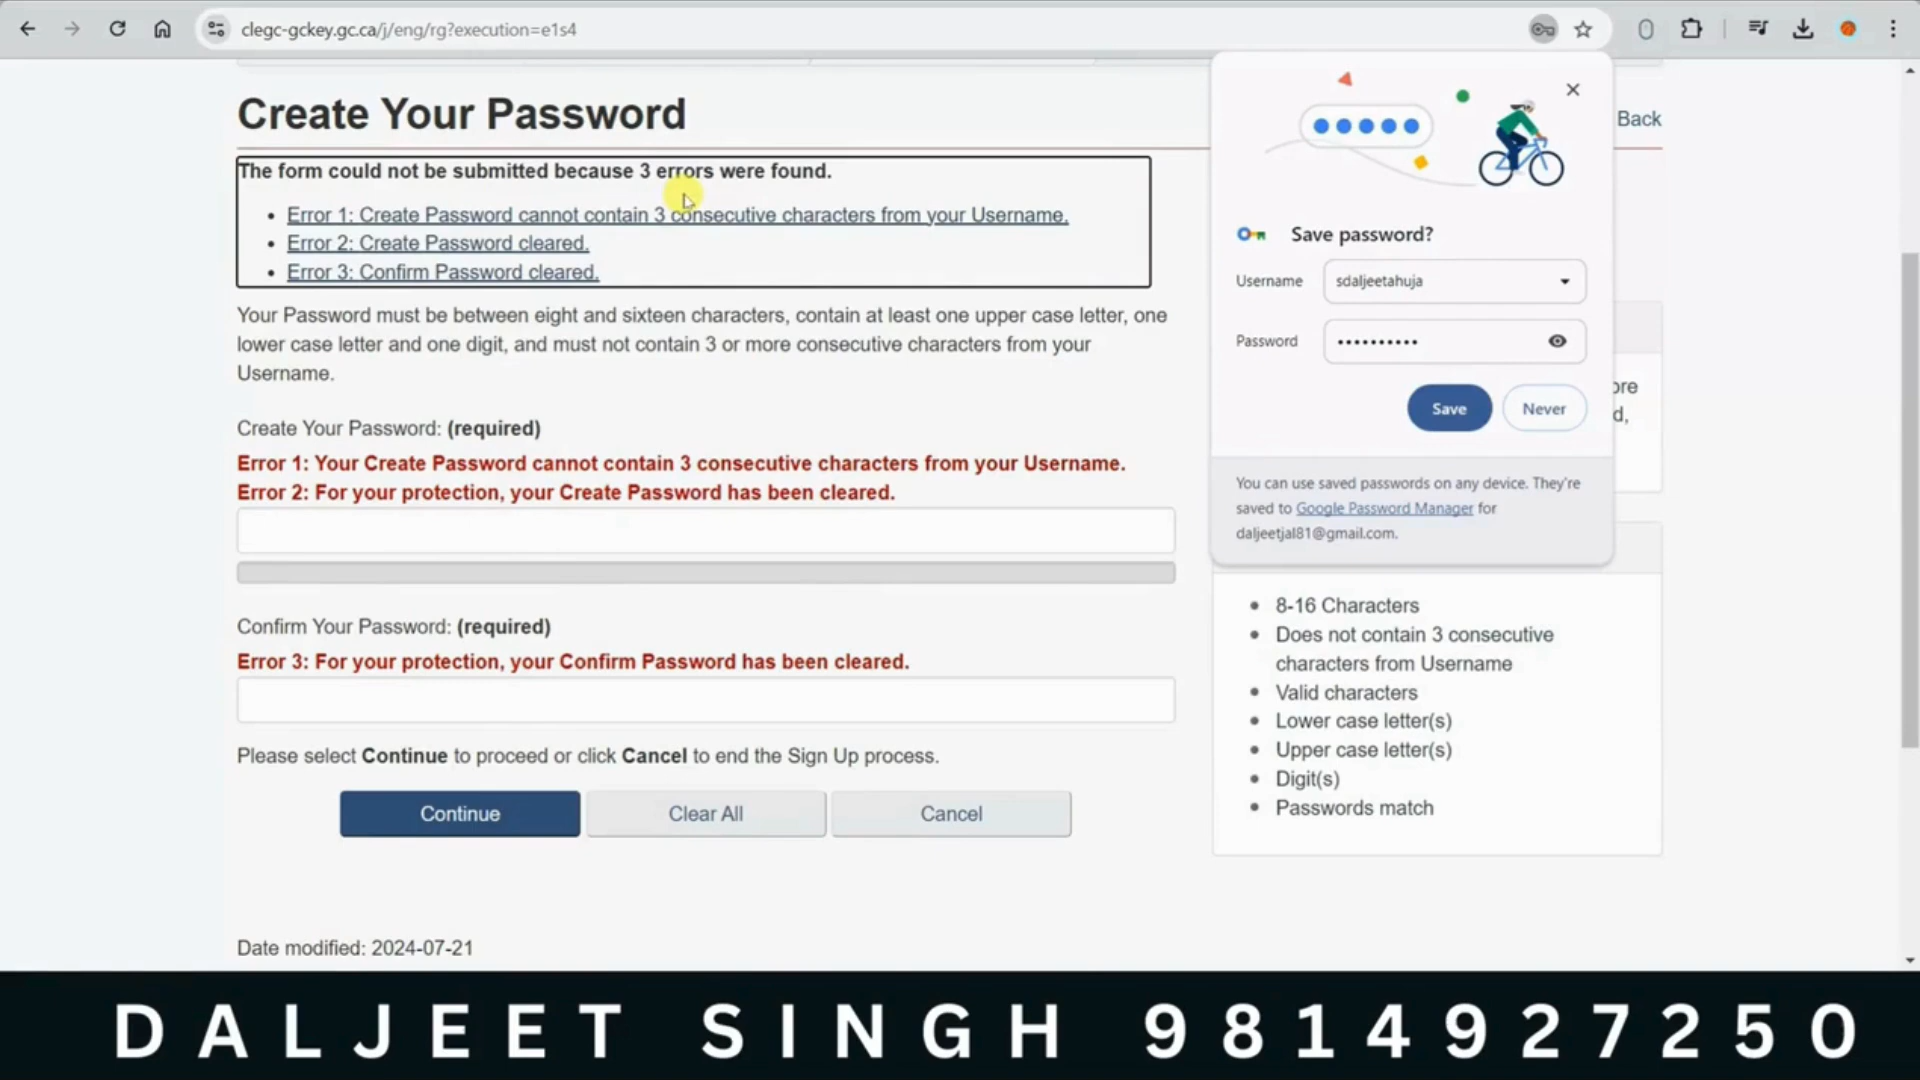 clegc-gckey.gc.ca/j/eng/rg?execution=e1s4
Create Your Password
Back
The form could not be submitted because 3 errors were found.
Error 1: Create Password cannot contain 3 consecutive characters from your Username.
Error 2: Create Password cleared.
Error 3: Confirm Password cleared.
Your Password must be between eight and sixteen characters, contain at least one upper case letter, one
lower case letter and one digit, and must not contain 3 or more consecutive characters from your
Username.
Create Your Password: (required)
Error 1: Your Create Password cannot contain 3 consecutive characters from your Username.
Error 2: For your protection, your Create Password has been cleared.
Confirm Your Password: (required)
Error 3: For your protection, your Confirm Password has been cleared.
Please select Continue to proceed or click Cancel to end the Sign Up process.
Continue
Clear All
Cancel
Date modified: 2024-07-21
Save password?
Username
sdaljeetahuja
Password
••••••••••
Save
Never
You can use saved passwords on any device. They're
saved to Google Password Manager for
daljeetjal81@gmail.com.
8-16 Characters
Does not contain 3 consecutive
characters from Username
Valid characters
Lower case letter(s)
Upper case letter(s)
Digit(s)
Passwords match
DALJEET SINGH 9814927250